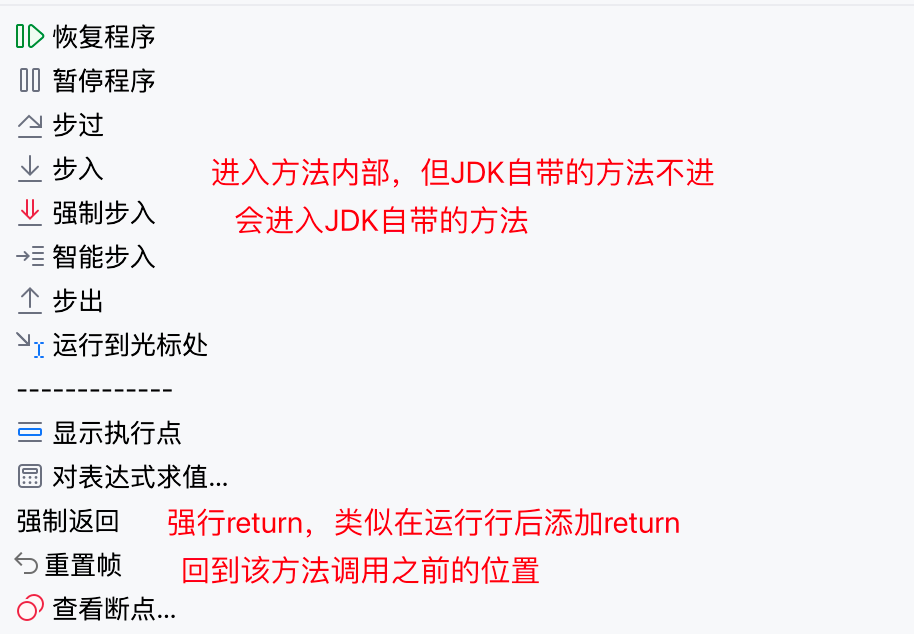 恢复程序
暂停程序
步过
步入 进入方法内部，但JDK自带的方法不进
强制步入 会进入JDK自带的方法
智能步入
步出
运行到光标处
-------------
显示执行点
对表达式求值...
强制返回 强行return，类似在运行行后添加return
重置帧 回到该方法调用之前的位置
查看断点...